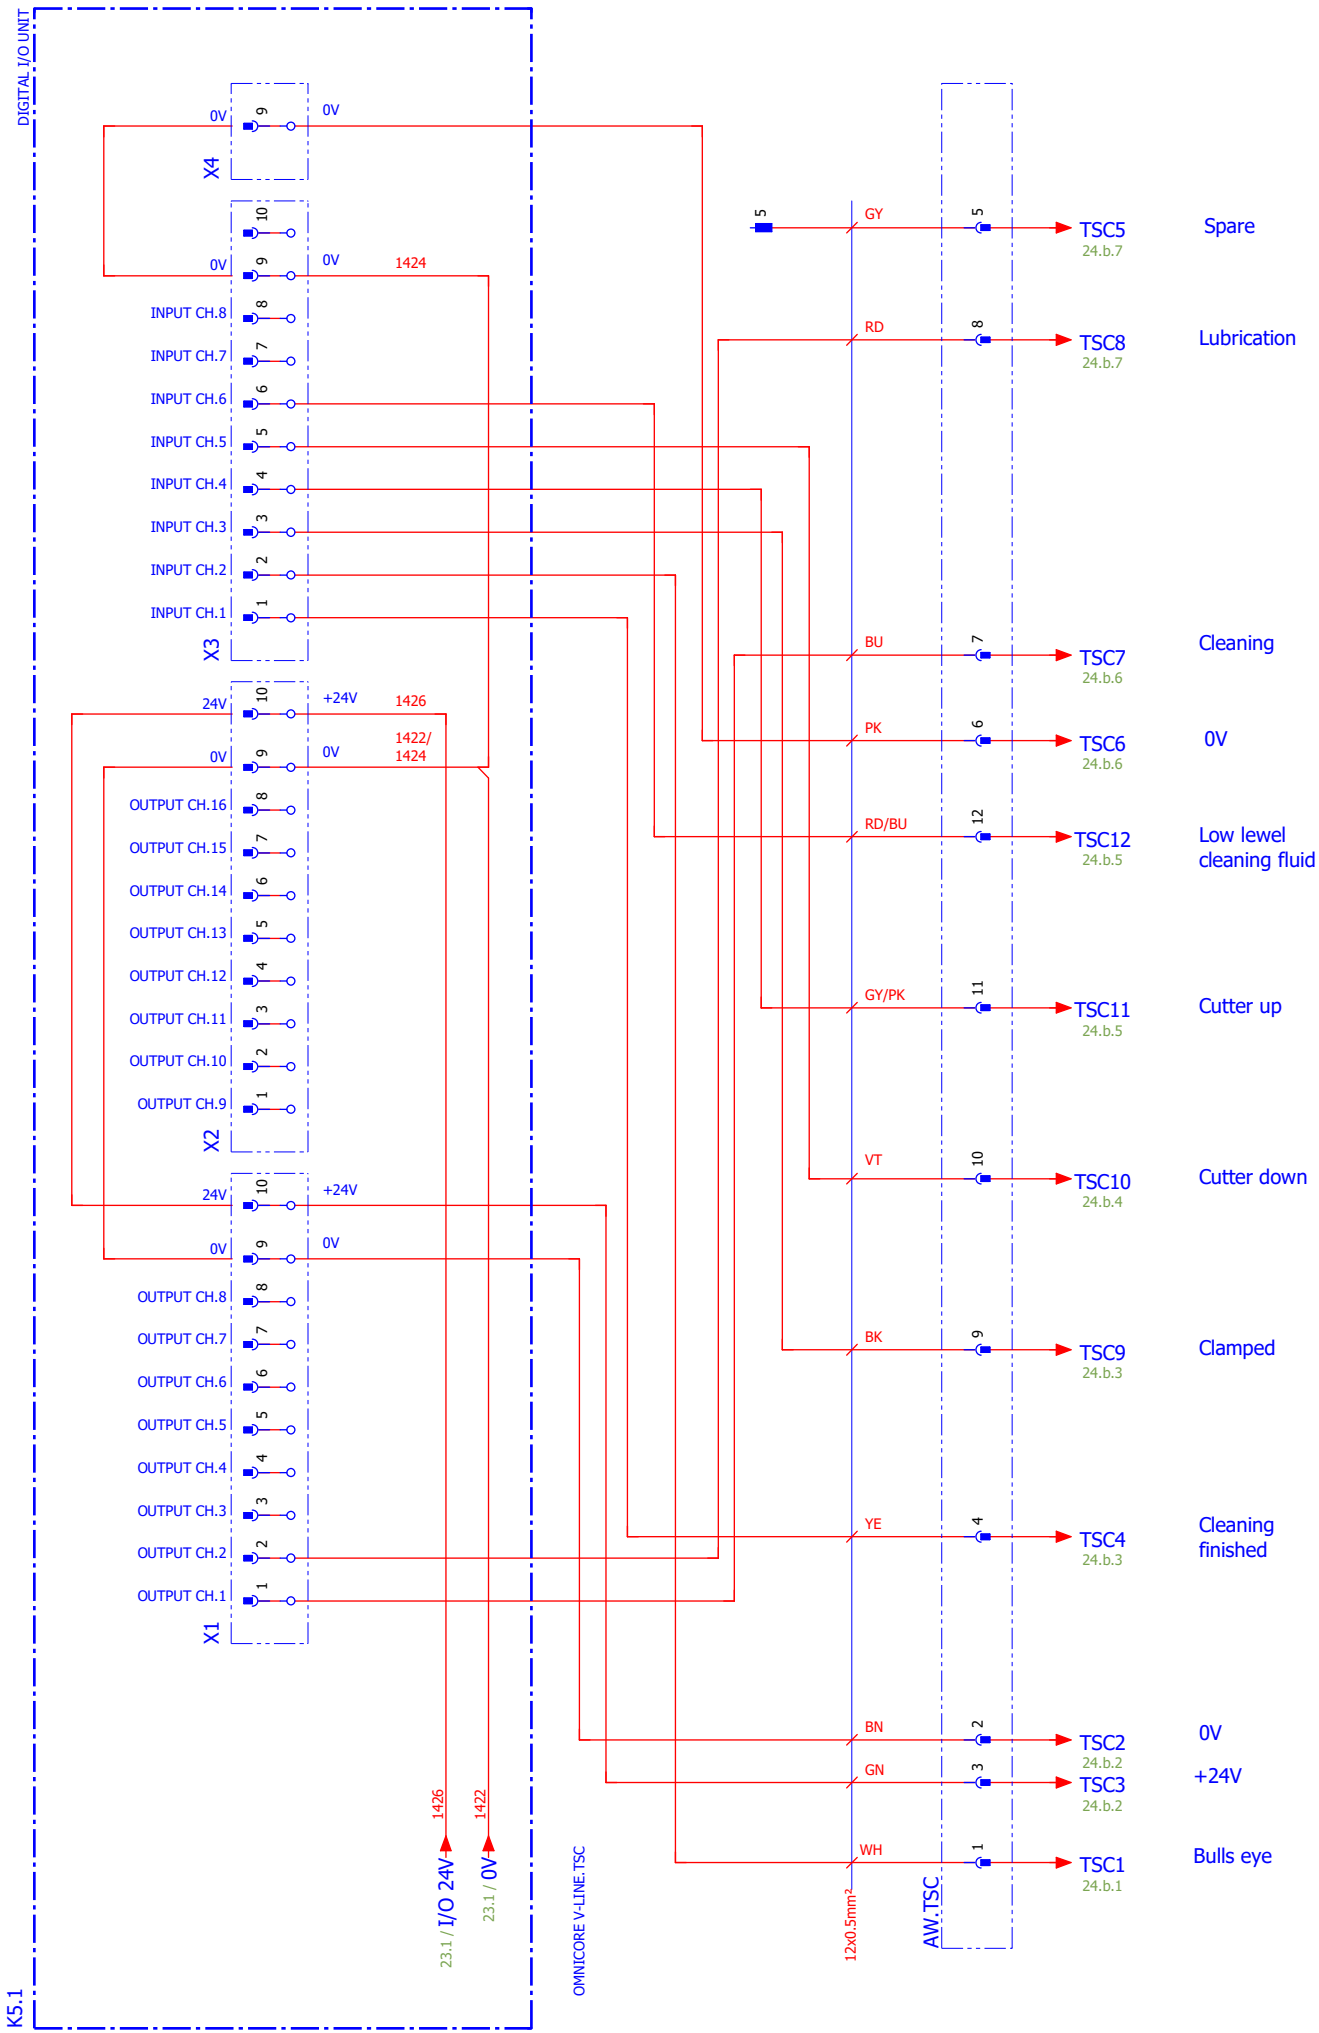 DIGITAL I/O UNIT
0V 9 0V
X4
10
0V 9 0V 1424
INPUT CH.8 8
INPUT CH.7 7
INPUT CH.6 6
INPUT CH.5 5
INPUT CH.4 4
INPUT CH.3 3
INPUT CH.2 2
INPUT CH.1 1
X3
24V 10 +24V 1426
1422/
0V 9 0V 1424
OUTPUT CH.16 8
OUTPUT CH.15 7
OUTPUT CH.14 6
OUTPUT CH.13 5
OUTPUT CH.12 4
OUTPUT CH.11 3
OUTPUT CH.10 2
OUTPUT CH.9 1
X2
24V 10 +24V
0V 9 0V
OUTPUT CH.8 8
OUTPUT CH.7 7
OUTPUT CH.6 6
OUTPUT CH.5 5
OUTPUT CH.4 4
OUTPUT CH.3 3
OUTPUT CH.2 2
OUTPUT CH.1 1
X1
1426
1422
23.1 / I/O 24V
23.1 / 0V
K5.1
OMNICORE V-LINE.TSC
5 GY 5 TSC5 Spare
24.b.7
RD 8 TSC8 Lubrication
24.b.7
BU 7 TSC7 Cleaning
24.b.6
PK 6 TSC6 0V
24.b.6
RD/BU 12 TSC12 Low lewel
cleaning fluid
24.b.5
GY/PK 11 TSC11 Cutter up
24.b.5
VT 10 TSC10 Cutter down
24.b.4
BK 9 TSC9 Clamped
24.b.3
YE 4 TSC4 Cleaning
finished
24.b.3
BN 2 TSC2 0V
24.b.2
GN 3 TSC3 +24V
24.b.2
WH 1 TSC1 Bulls eye
24.b.1
12x0.5mm²
AW.TSC